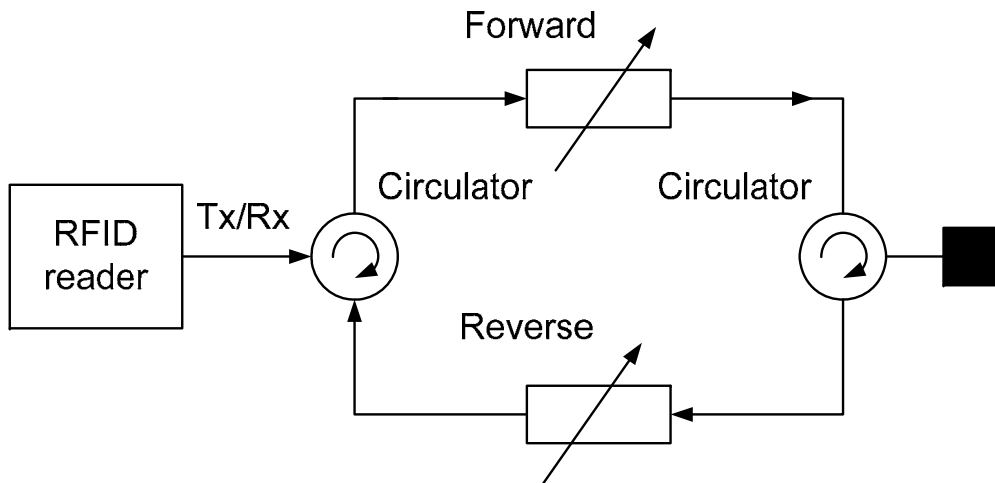 Forward
Circulator
Circulator
RFID
reader
Tx/Rx
Reverse